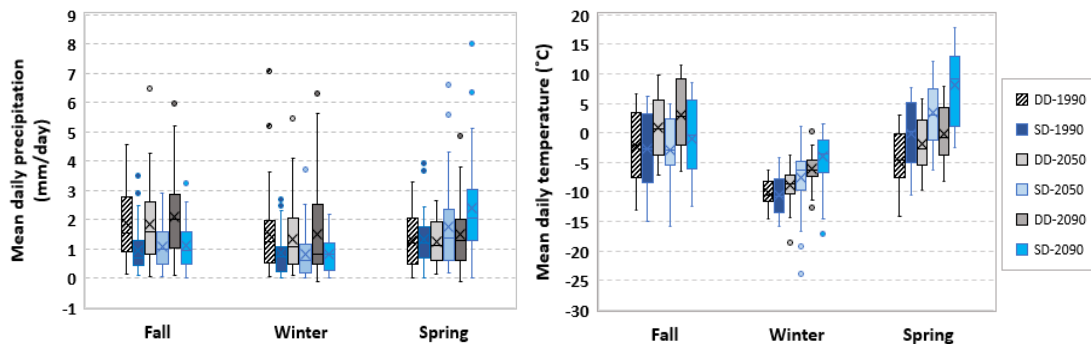 Mean daily precipitation
(mm/day)
9
8
7
6
5
4
3
2
1
0
-1
Fall Winter Spring
Mean daily temperature (˚C)
20
15
10
5
0
-5
-10
-15
-20
-25
-30
Fall Winter Spring
DD-1990
SD-1990
DD-2050
SD-2050
DD-2090
SD-2090